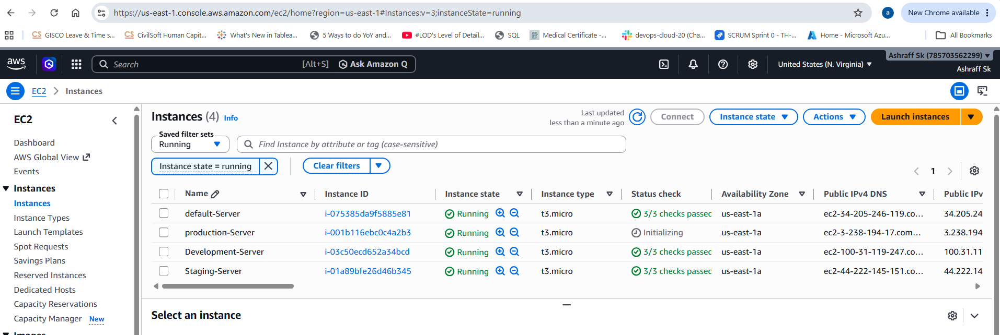 https://us-east-1.console.aws.amazon.com/ec2/home?region=us-east-1#Instances:v=3;instanceState=running
a
New Chrome available
CS GISCO Leave & Time s...
CS CivilSoft Human Capit...
What's New in Tablea...
5 Ways to do YoY and...
#LOD's Level of Detail...
SQL
Medical Certificate -...
devops-cloud-20 (Cha...
SCRUM Sprint 0 - TH-...
Home - Microsoft Azu...
All Bookmarks
aws
Search
[Alt+S]
Ask Amazon Q
United States (N. Virginia)
Ashraff Sk (785703562299)
Ashraff Sk
EC2
Instances
EC2
Dashboard
AWS Global View
Events
Instances
Instances
Instance Types
Launch Templates
Spot Requests
Savings Plans
Reserved Instances
Dedicated Hosts
Capacity Reservations
Capacity Manager New
Images
Instances (4) Info
Last updated
less than a minute ago
Connect
Instance state
Actions
Launch instances
Saved filter sets
Running
Find Instance by attribute or tag (case-sensitive)
Instance state = running
Clear filters
1
Name Instance ID Instance state Instance type Status check Availability Zone Public IPv4 DNS Public IPv
default-Server i-075385da9f5885e81 Running t3.micro 3/3 checks passed us-east-1a ec2-34-205-246-119.co... 34.205.24
production-Server i-001b116ebc0c4a2b3 Running t3.micro Initializing us-east-1a ec2-3-238-194-17.com... 3.238.194
Development-Server i-03c50ecd652a34bcd Running t3.micro 3/3 checks passed us-east-1a ec2-100-31-119-247.co... 100.31.11
Staging-Server i-01a89bfe26d46b345 Running t3.micro 3/3 checks passed us-east-1a ec2-44-222-145-151.co... 44.222.14
Select an instance